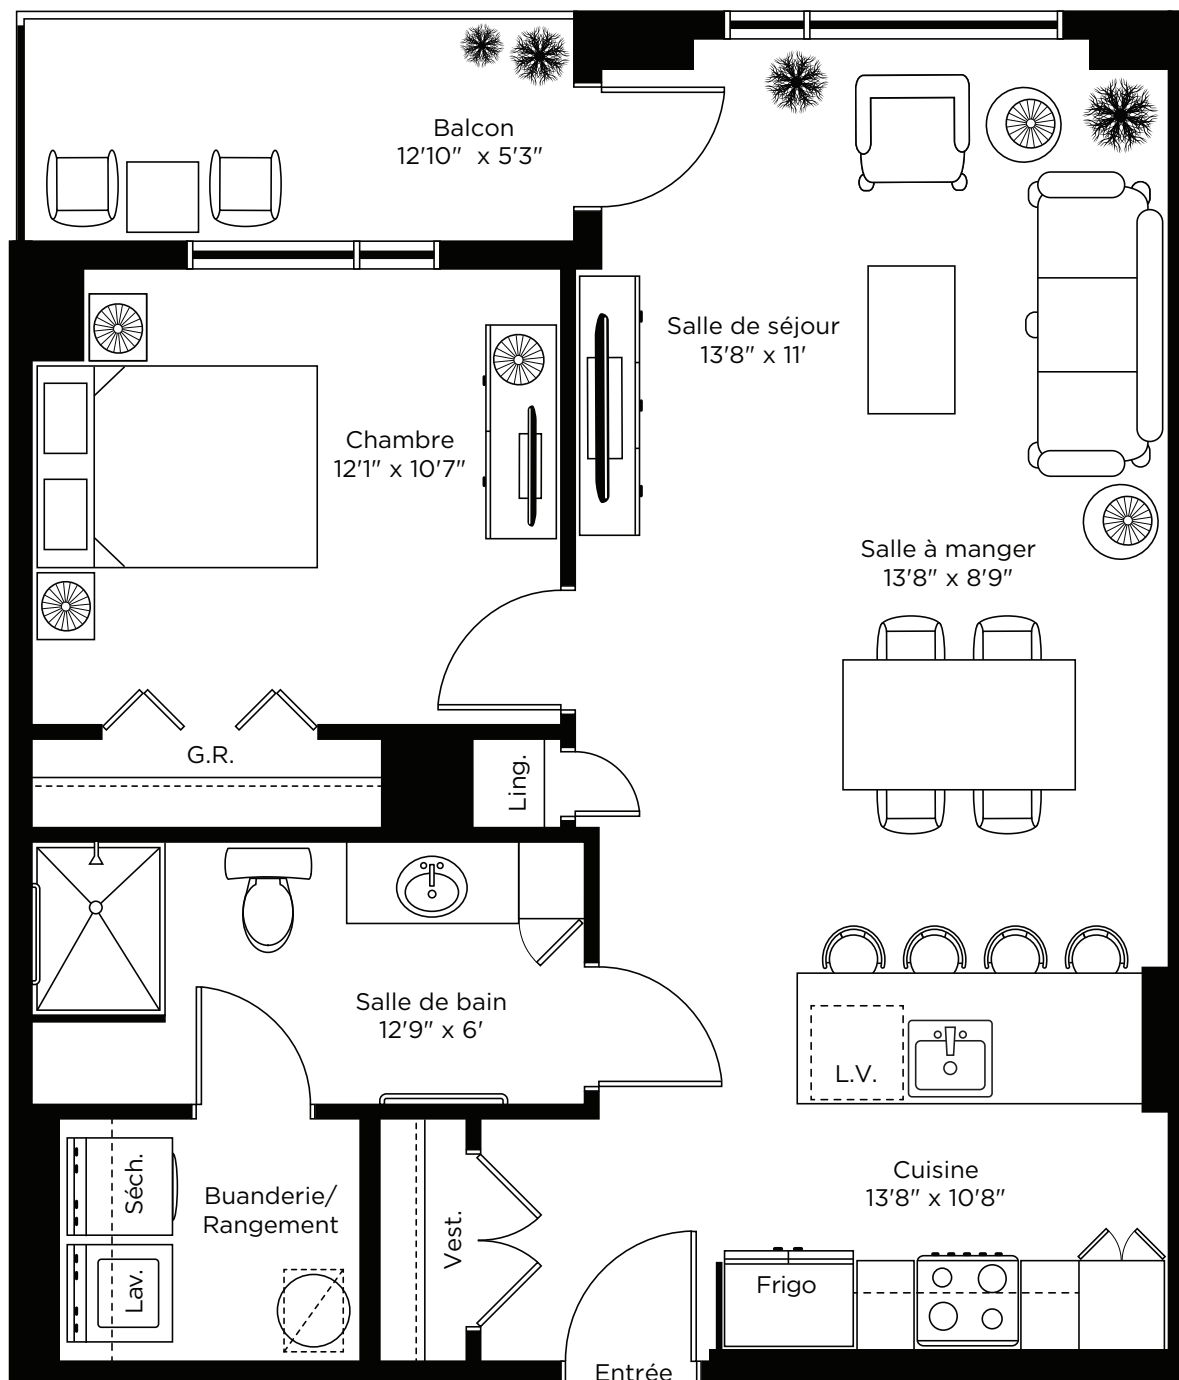 Balcon
12'10"  x 5'3"
Salle de séjour
13'8" x 11'
Chambre
12'1" x 10'7"
Salle à manger
13'8" x 8'9"
G.R.
Ling.
Salle de bain
12'9" x 6'
L.V.
Cuisine
13'8" x 10'8"
Séch.
Buanderie/
Rangement
Vest.
Lav.
Frigo
Entrée